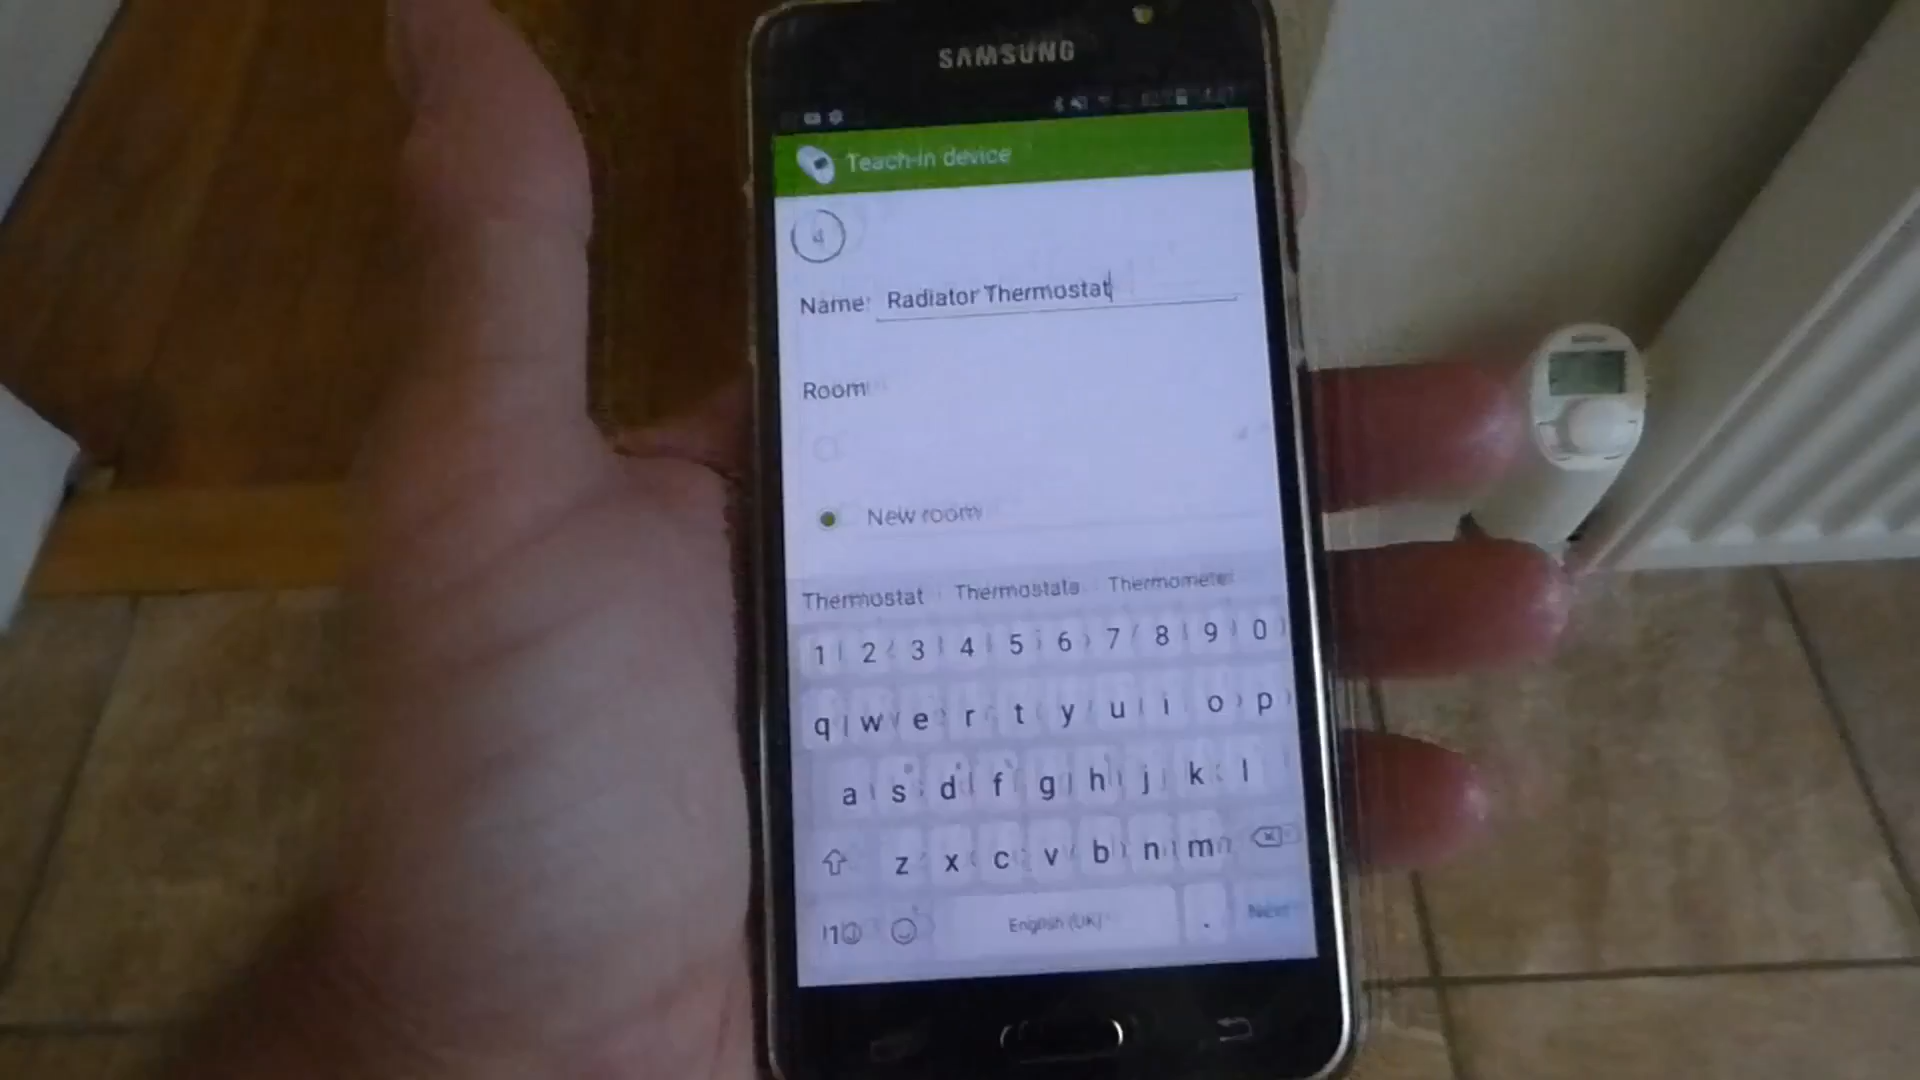 SAMSUNG
Teach-In device
4
Name: Radiator Thermostat
Room
New room
Thermostat Thermostats Thermometer
1 2 3 4 5 6 7 8 9 0
q w e r t y u i o p
a s d f g h j k l
z x c v b n m
!1☺ English (UK) . Next